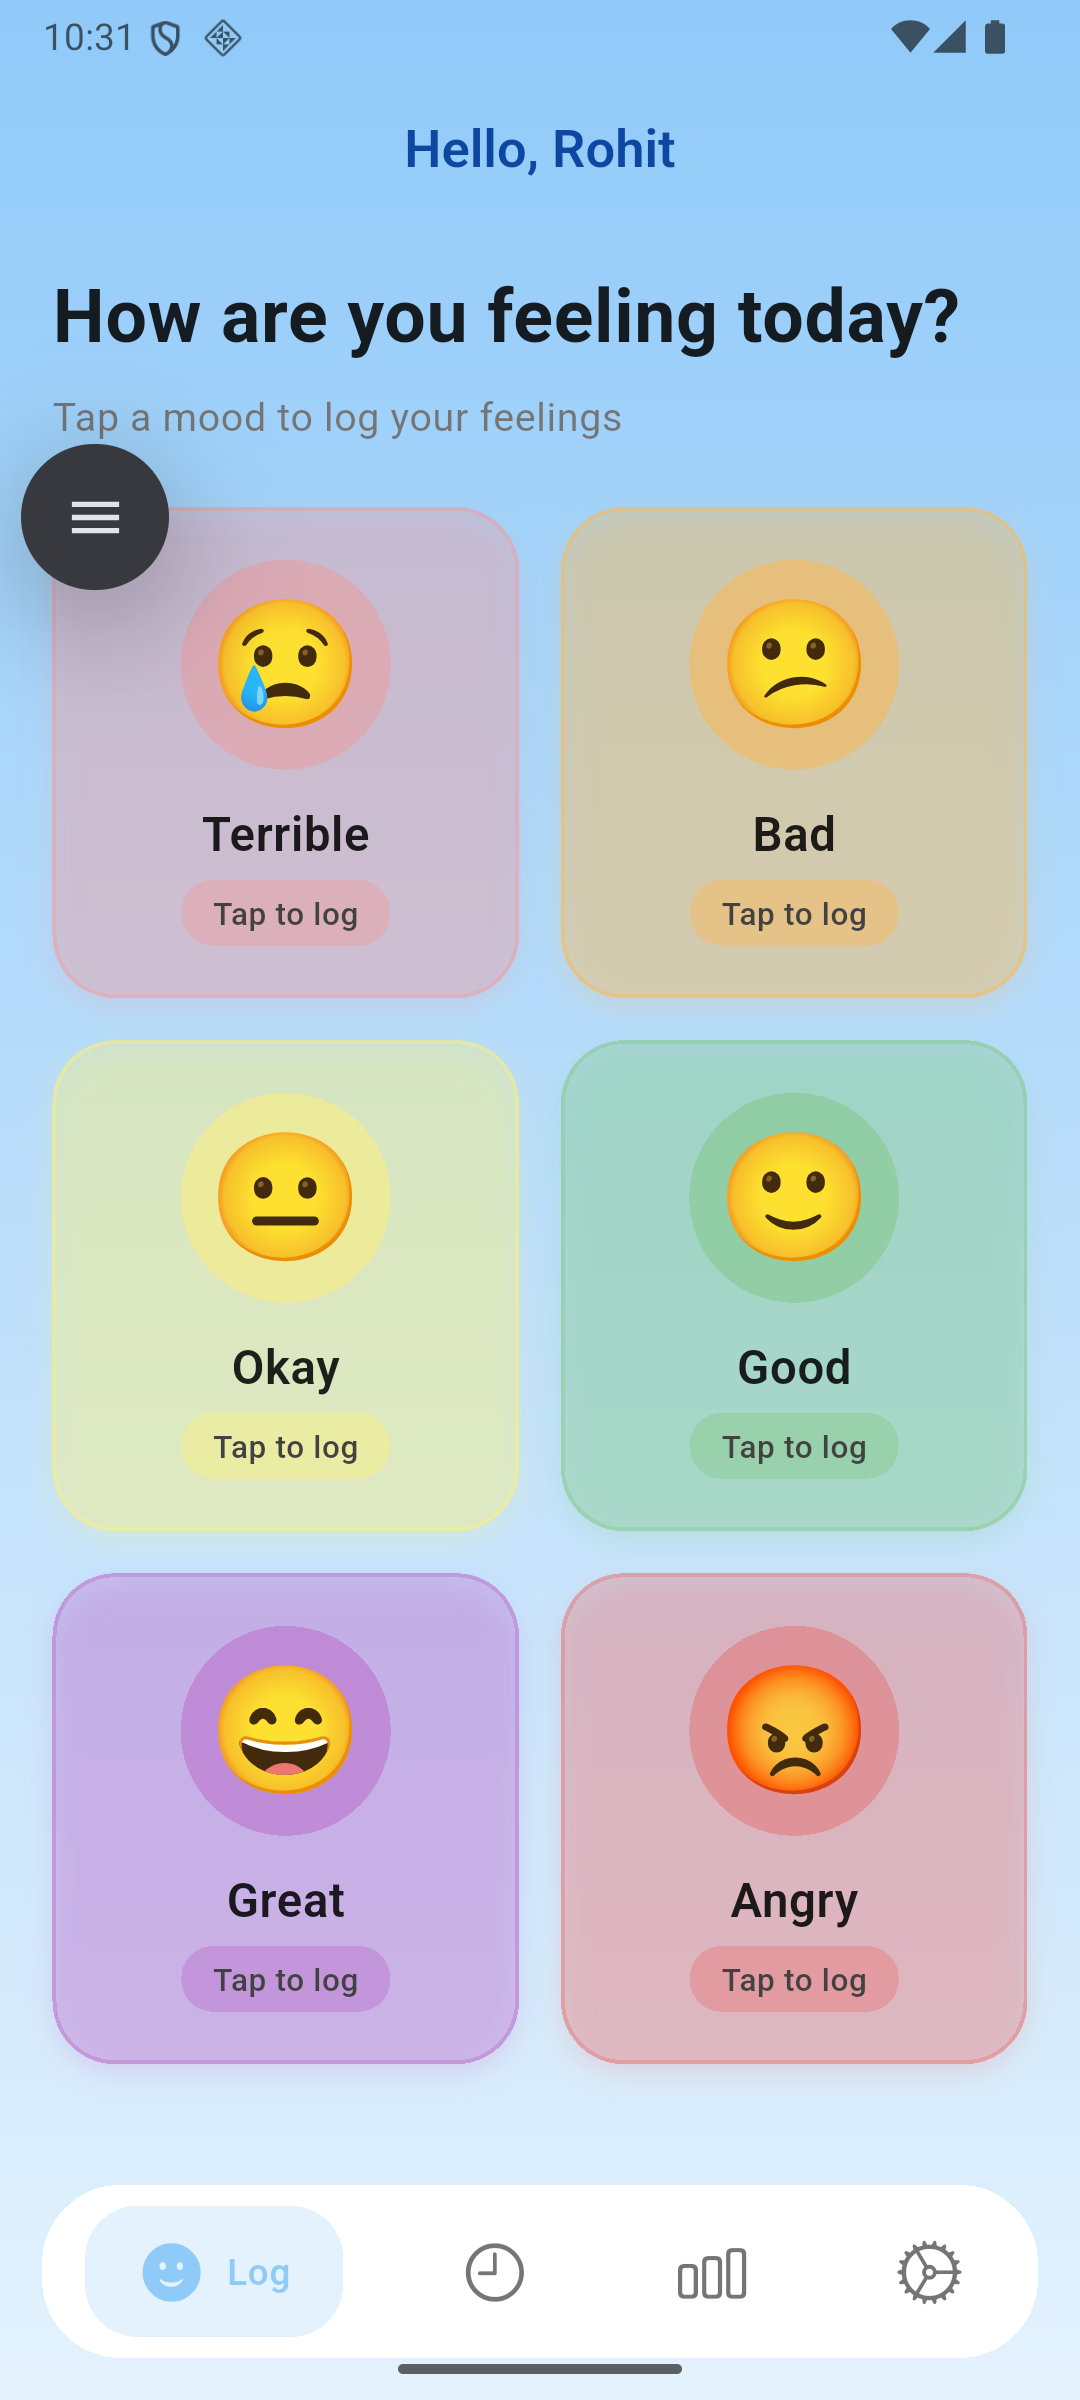 10:31
Hello, Rohit
How are you feeling today?
Tap a mood to log your feelings
Terrible
Tap to log
Bad
Tap to log
Okay
Tap to log
Good
Tap to log
Great
Tap to log
Angry
Tap to log
Log